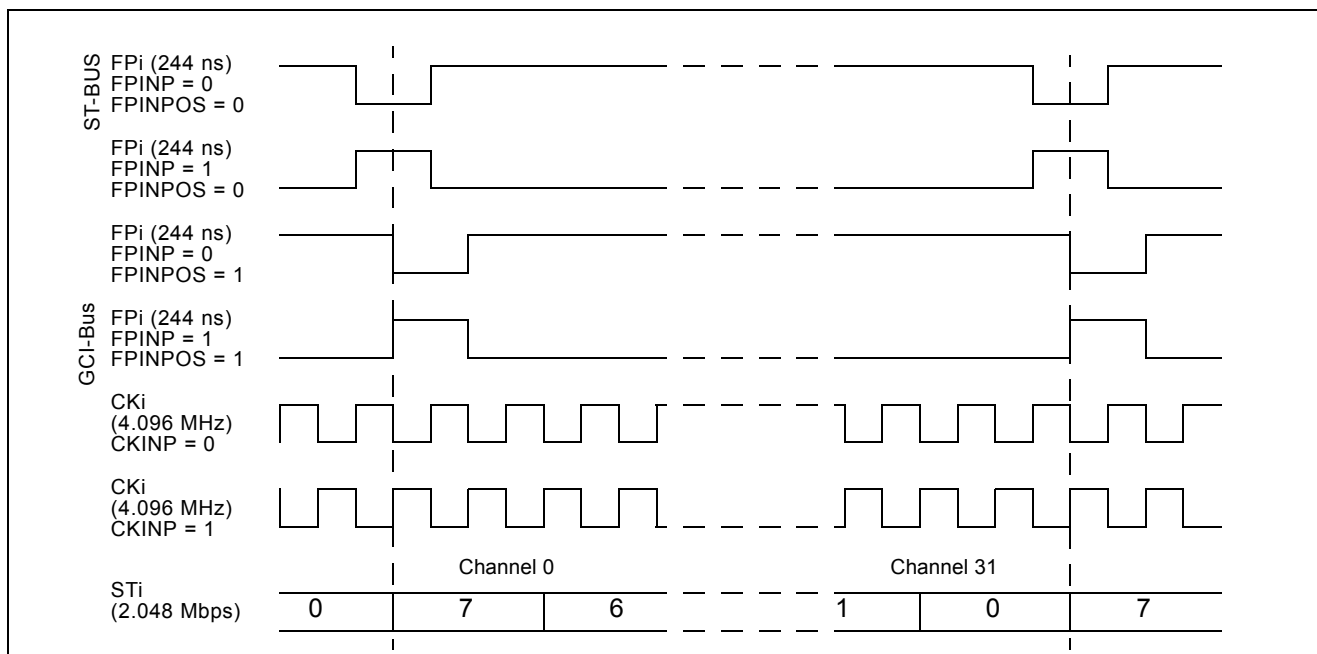 ST-BUS
FPi (244 ns)
FPINP = 0
FPINPOS = 0
FPi (244 ns)
FPINP = 1
FPINPOS = 0
GCI-Bus
FPi (244 ns)
FPINP = 0
FPINPOS = 1
FPi (244 ns)
FPINP = 1
FPINPOS = 1
CKi
(4.096 MHz)
CKINP = 0
CKi
(4.096 MHz)
CKINP = 1
Channel 0 Channel 31
STi
(2.048 Mbps)
0 7 6 1 0 7